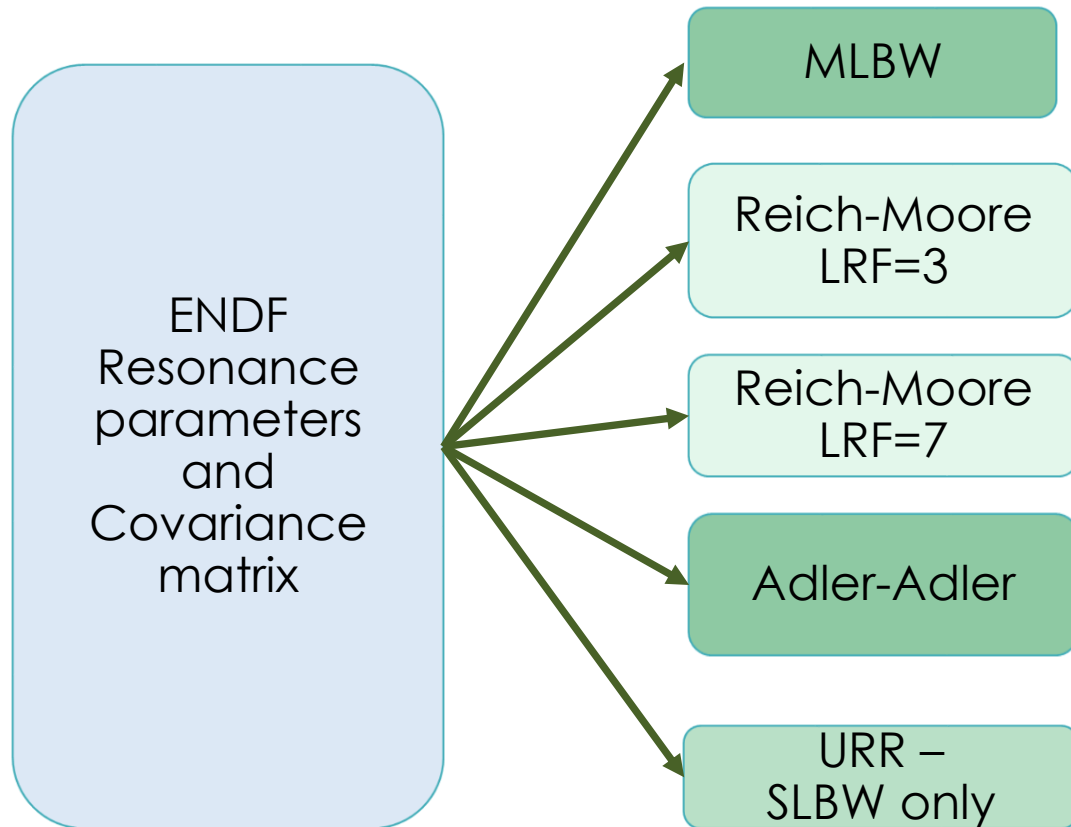 ENDF
Resonance
parameters
and
Covariance
matrix
MLBW
Reich-Moore
LRF=3
Reich-Moore
LRF=7
Adler-Adler
URR –
SLBW only